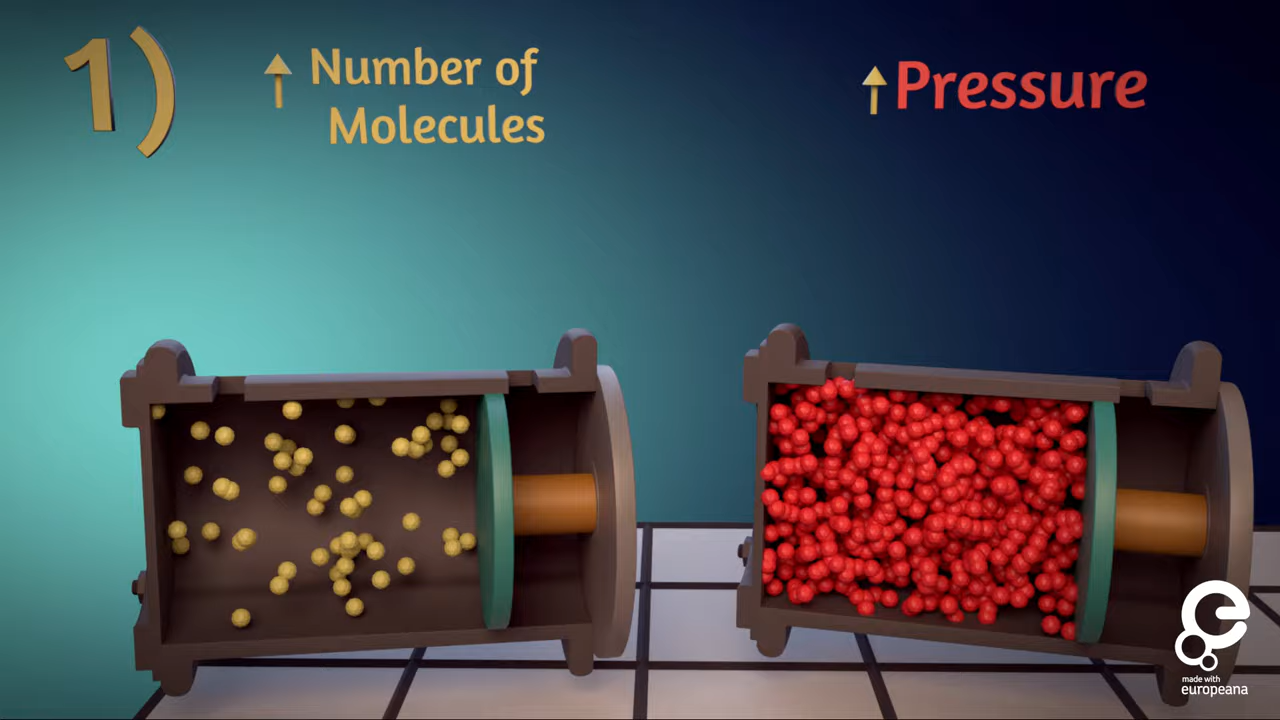 1)
↑ Number of
Molecules
↑ Pressure
e
made with
europeana